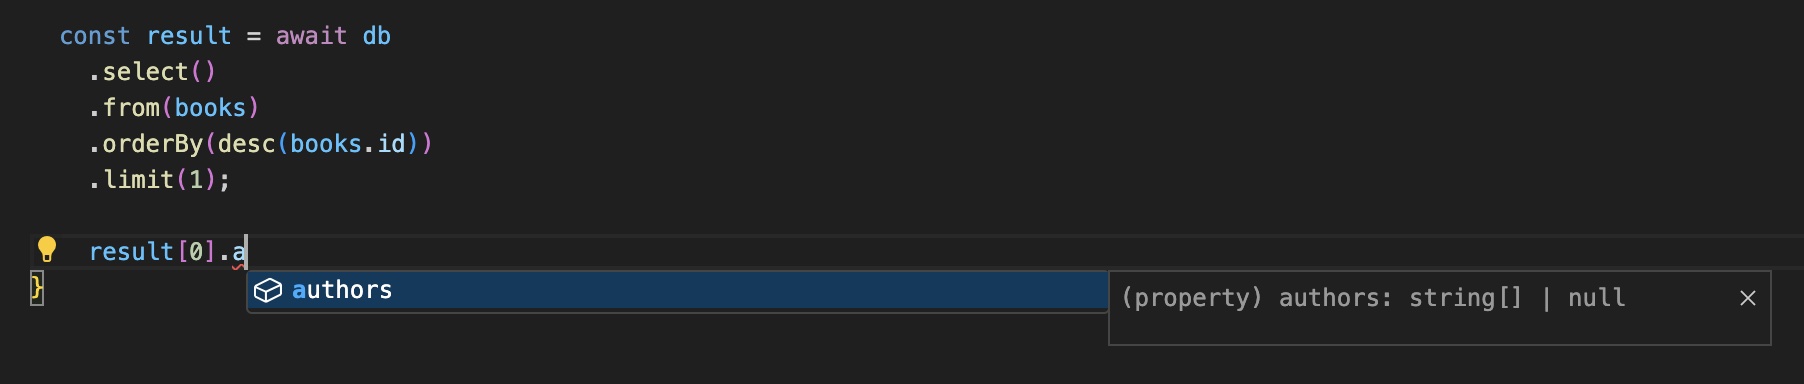 const result = await db
.select()
.from(books)
.orderBy(desc(books.id))
.limit(1);
result[0].a
authors
(property) authors: string[] | null
}